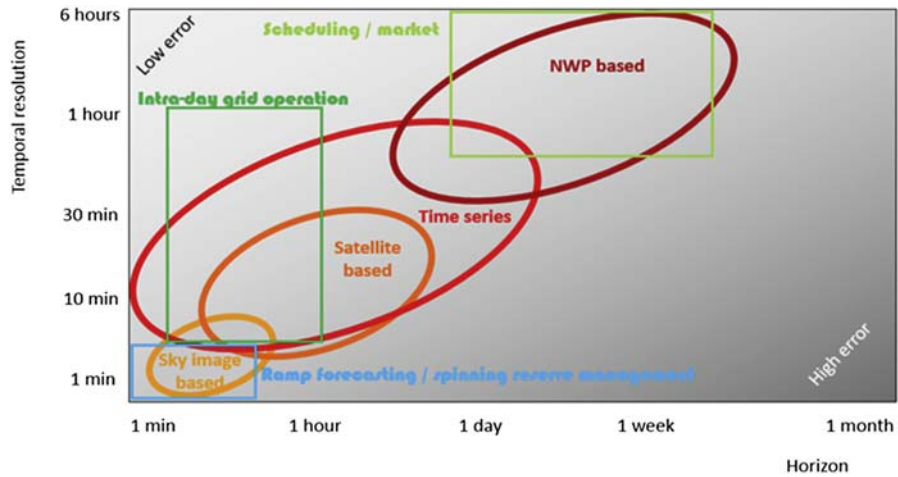 6 hours
Low error
Scheduling / market
NWP based
Intra-day grid operation
Temporal resolution
1 hour
30 min
Time series
Satellite
based
10 min
Sky image
based
1 min
Ramp forecasting / spinning reserve management
High error
1 min
1 hour
1 day
1 week
1 month
Horizon